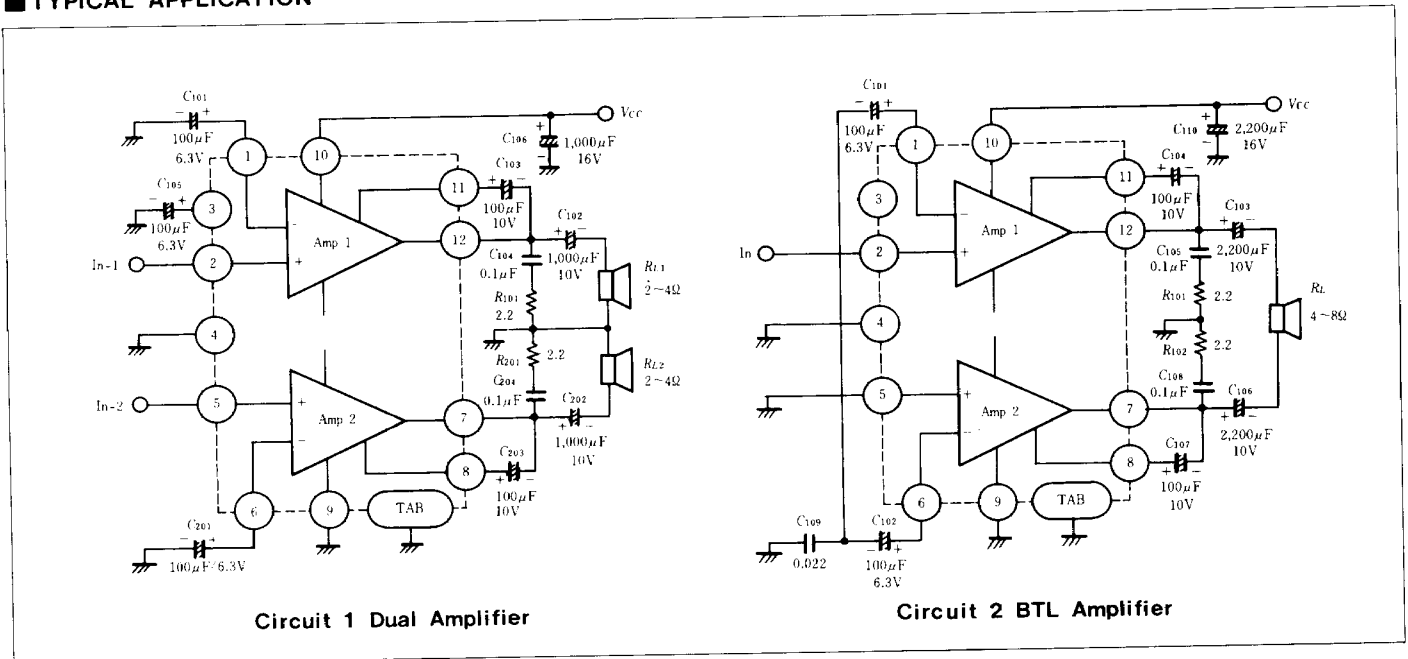 ■ TYPICAL APPLICATION
C101
- +
100μF
6.3V
1
10
C106
+
-
1,000μF
16V
Vcc
C105
- +
100μF
6.3V
3
11
C103
+ -
100μF
10V
In-1
2
-
Amp 1
+
12
C102
+ -
1,000μF
10V
C104
0.1μF
R101
2.2
RL1
2~4Ω
4
R201
2.2
RL2
2~4Ω
C204
0.1μF
In-2
5
+
Amp 2
-
7
C202
+ -
1,000μF
10V
8
C203
+ -
100μF
10V
6
9
TAB
C201
- +
100μF/6.3V
Circuit 1 Dual Amplifier
C101
- +
100μF
6.3V
1
10
C110
+
-
2,200μF
16V
Vcc
3
11
C104
+ -
100μF
10V
In
2
-
Amp 1
+
12
C103
+ -
2,200μF
10V
C105
0.1μF
R101
2.2
RL
4~8Ω
4
R102
2.2
C108
0.1μF
5
+
Amp 2
-
7
C106
+ -
2,200μF
10V
8
C107
+ -
100μF
10V
6
9
TAB
C109
0.022
C102
- +
100μF
6.3V
Circuit 2 BTL Amplifier